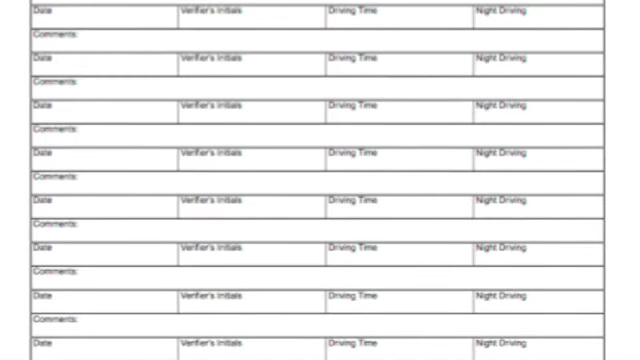 Date Verifier's Initials Driving Time Night Driving
Comments:
Date Verifier's Initials Driving Time Night Driving
Comments:
Date Verifier's Initials Driving Time Night Driving
Comments:
Date Verifier's Initials Driving Time Night Driving
Comments:
Date Verifier's Initials Driving Time Night Driving
Comments:
Date Verifier's Initials Driving Time Night Driving
Comments:
Date Verifier's Initials Driving Time Night Driving
Comments:
Date Verifier's Initials Driving Time Night Driving